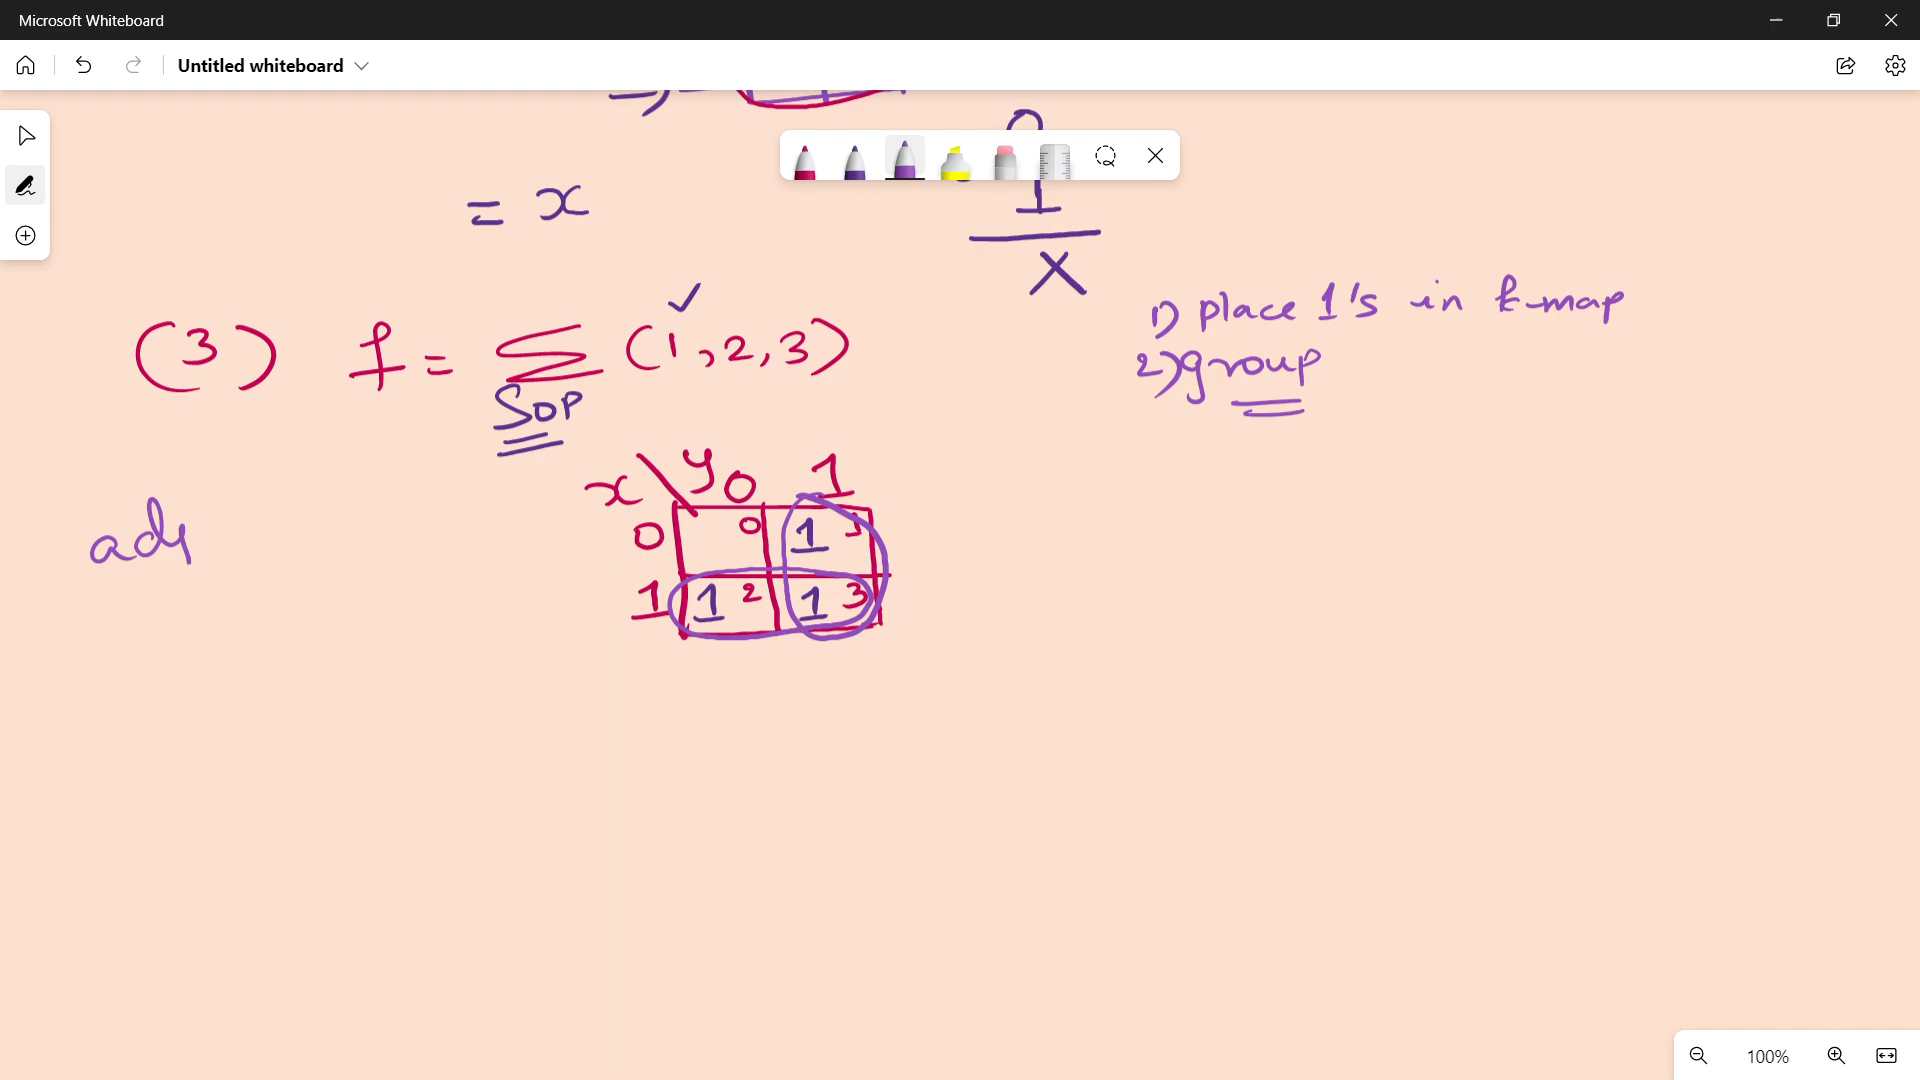 Microsoft Whiteboard
Untitled whiteboard
= x
1
X
(3) f = Σ (1,2,3)
SOP
1) place 1's in k-map
2) group
x \ y 0 1
0 0 1 1
1 1 2 1 3
100%